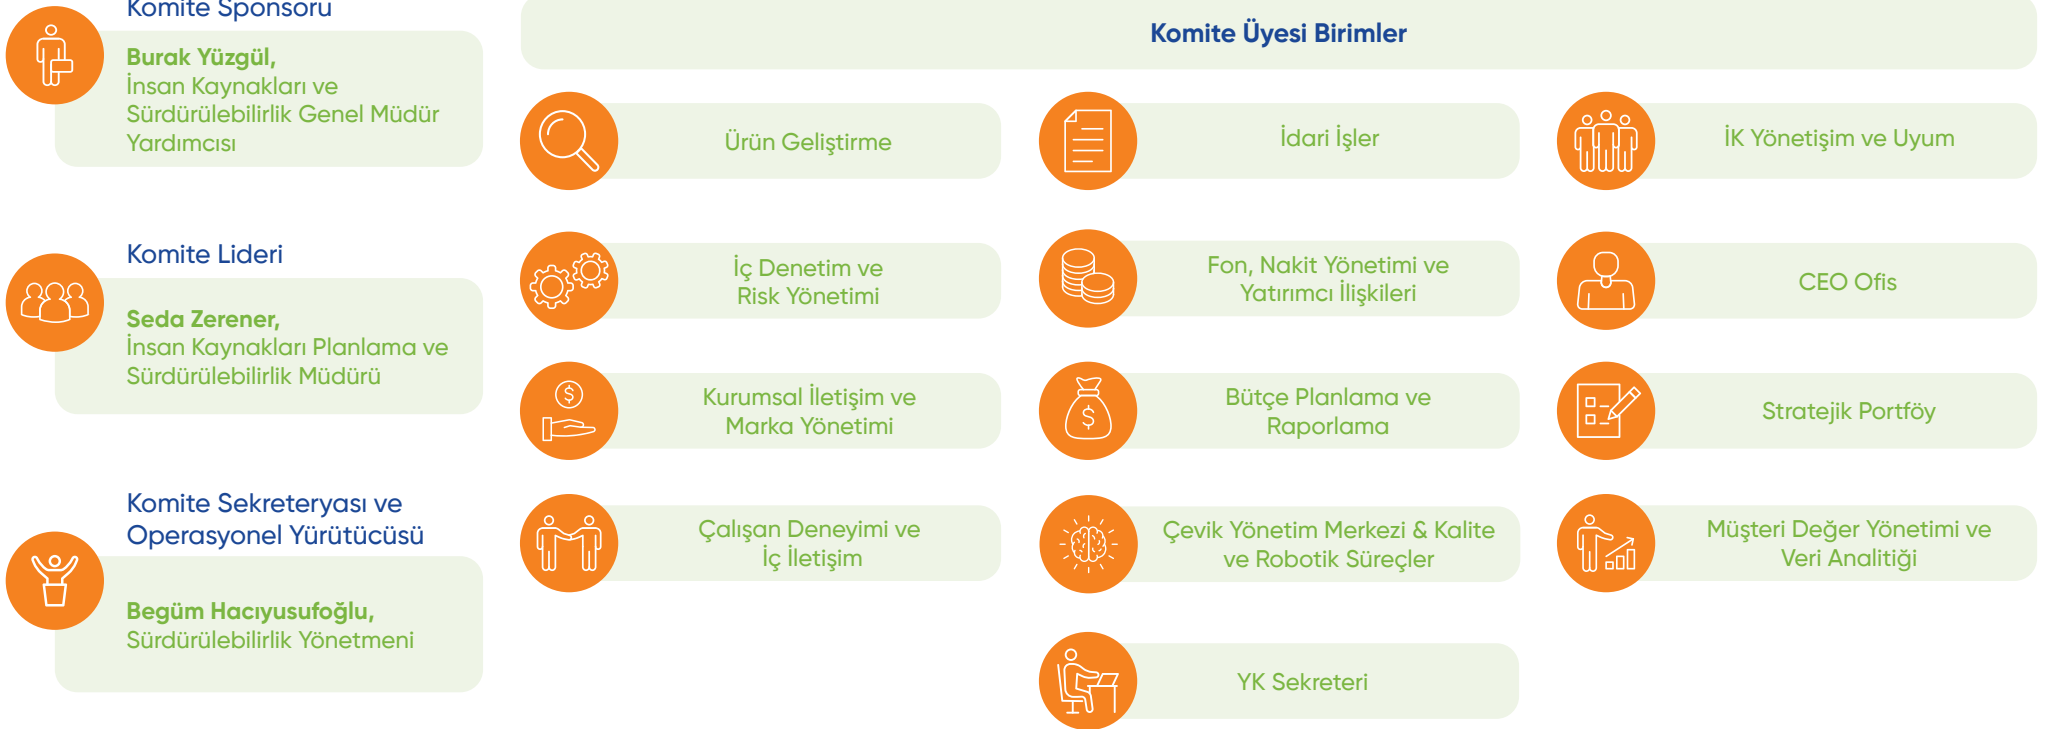 Komite Sponsoru
Burak Yüzgül,
İnsan Kaynakları ve
Sürdürülebilirlik Genel Müdür
Yardımcısı
Komite Lideri
Seda Zerener,
İnsan Kaynakları Planlama ve
Sürdürülebilirlik Müdürü
Komite Sekreteryası ve
Operasyonel Yürütücüsü
Begüm Hacıyusufoğlu,
Sürdürülebilirlik Yönetmeni
Komite Üyesi Birimler
Ürün Geliştirme
İdari İşler
İK Yönetişim ve Uyum
İç Denetim ve
Risk Yönetimi
Fon, Nakit Yönetimi ve
Yatırımcı İlişkileri
CEO Ofis
Kurumsal İletişim ve
Marka Yönetimi
Bütçe Planlama ve
Raporlama
Stratejik Portföy
Çalışan Deneyimi ve
İç İletişim
Çevik Yönetim Merkezi & Kalite
ve Robotik Süreçler
Müşteri Değer Yönetimi ve
Veri Analitiği
YK Sekreteri